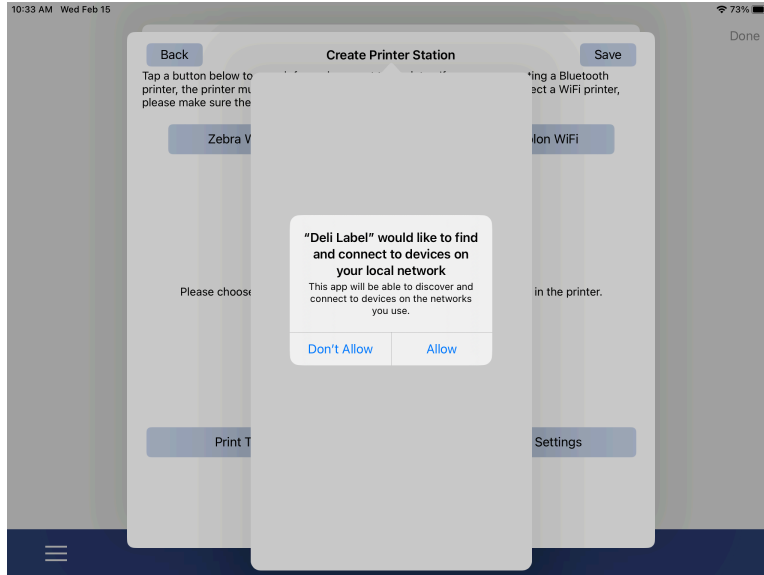 10:33 AM Wed Feb 15
73%
Done
Back
Create Printer Station
Save
Tap a button below to ting a Bluetooth
printer, the printer mu ect a WiFi printer,
please make sure the
Zebra W lon WiFi
“Deli Label” would like to find
and connect to devices on
your local network
This app will be able to discover and
connect to devices on the networks
you use.
Please choose in the printer.
Don’t Allow
Allow
Print T Settings